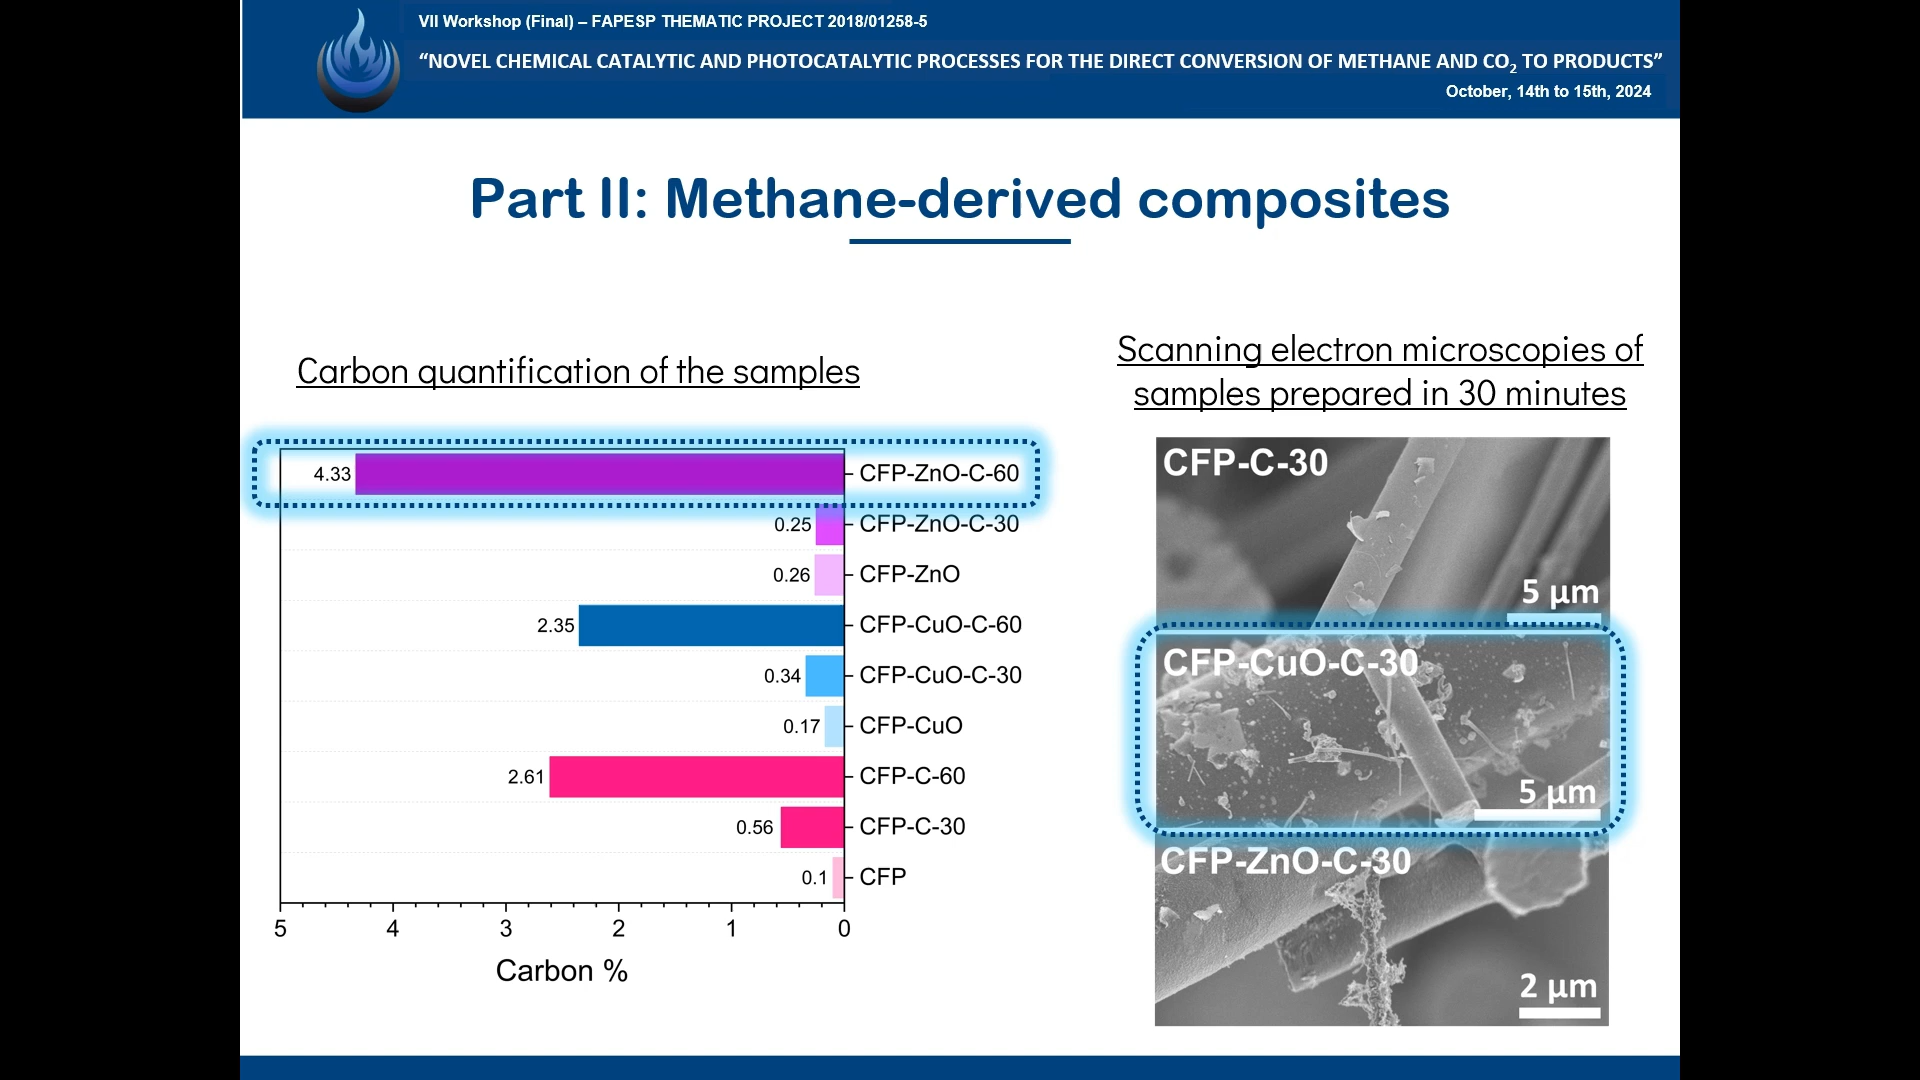 VII Workshop (Final) – FAPESP THEMATIC PROJECT 2018/01258-5
“NOVEL CHEMICAL CATALYTIC AND PHOTOCATALYTIC PROCESSES FOR THE DIRECT CONVERSION OF METHANE AND CO2 TO PRODUCTS”
October, 14th to 15th, 2024
Part II: Methane-derived composites
Carbon quantification of the samples
4.33 CFP-ZnO-C-60
0.25 CFP-ZnO-C-30
0.26 CFP-ZnO
2.35 CFP-CuO-C-60
0.34 CFP-CuO-C-30
0.17 CFP-CuO
2.61 CFP-C-60
0.56 CFP-C-30
0.1 CFP
5 4 3 2 1 0
Carbon %
Scanning electron microscopies of
samples prepared in 30 minutes
CFP-C-30
5 µm
CFP-CuO-C-30
5 µm
CFP-ZnO-C-30
2 µm